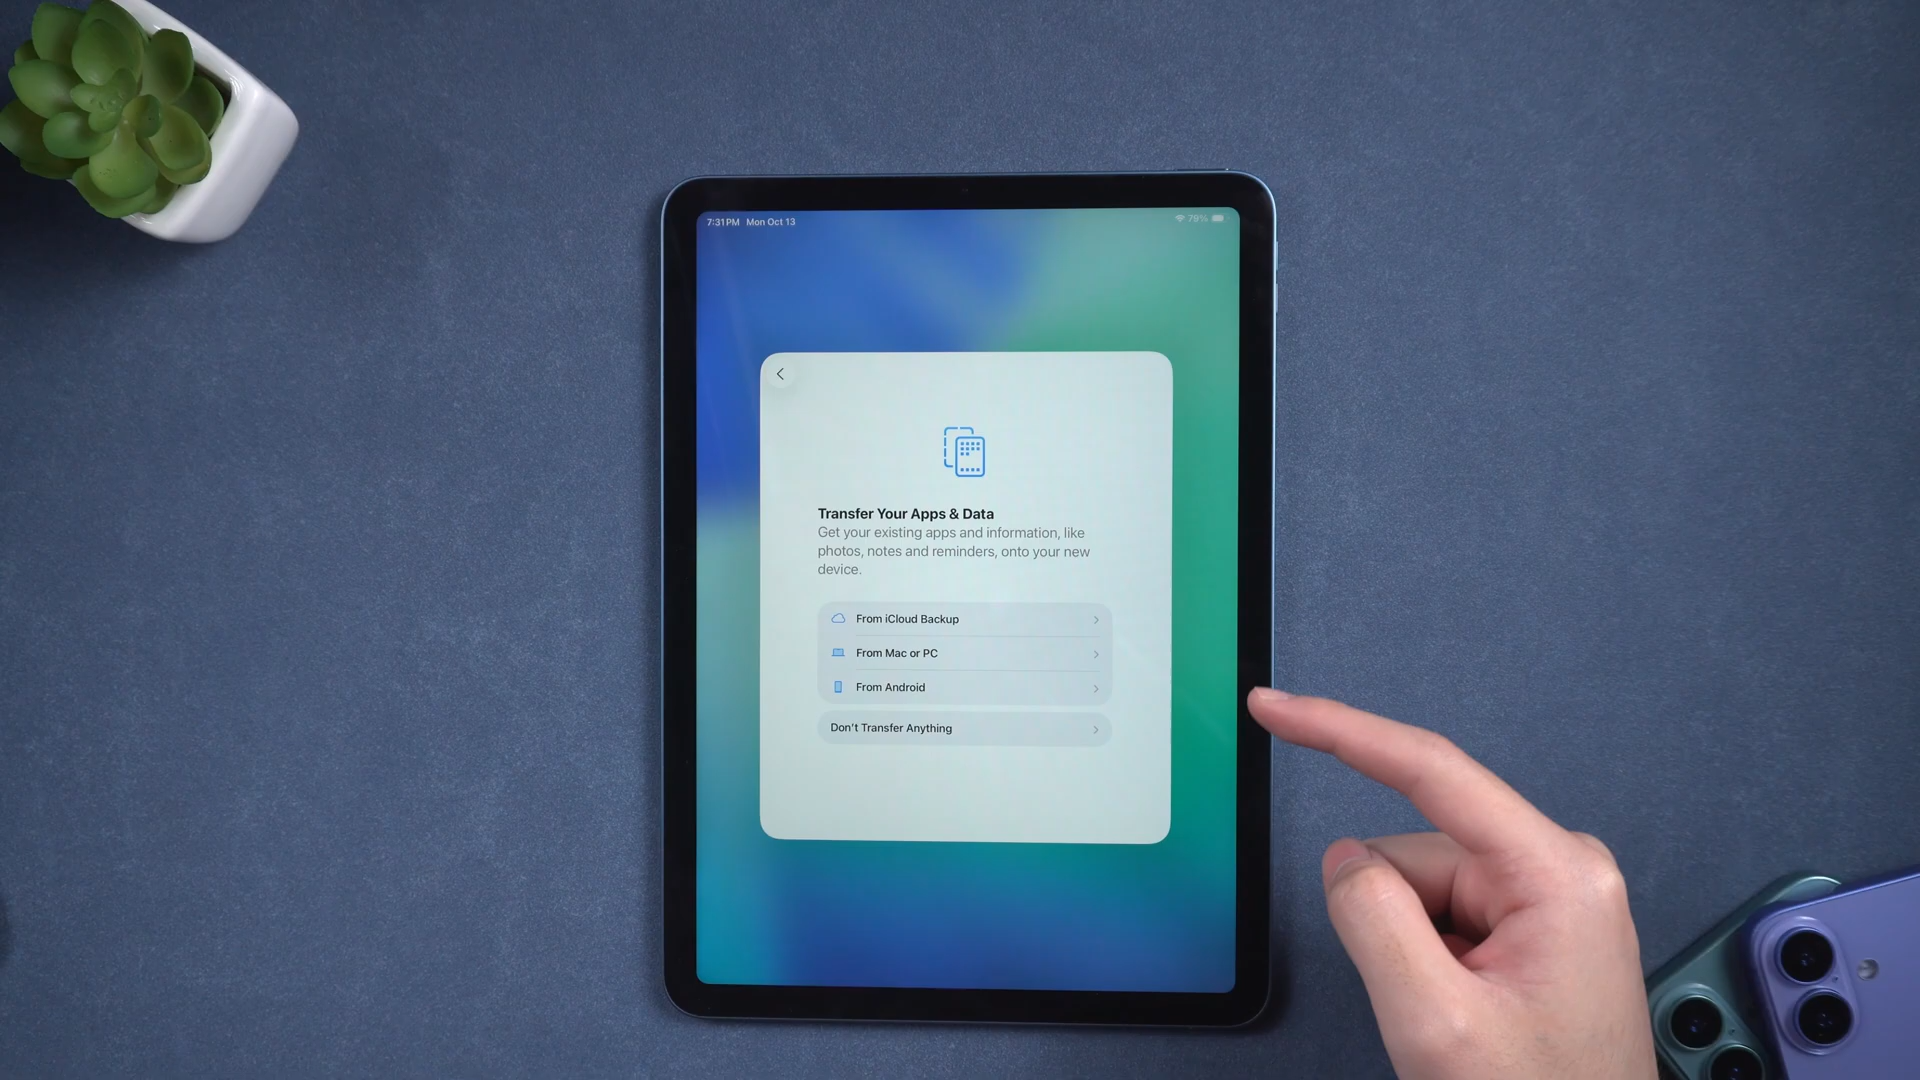 7:31 PM Mon Oct 13
79%
Transfer Your Apps & Data
Get your existing apps and information, like
photos, notes and reminders, onto your new
device.
From iCloud Backup
From Mac or PC
From Android
Don't Transfer Anything